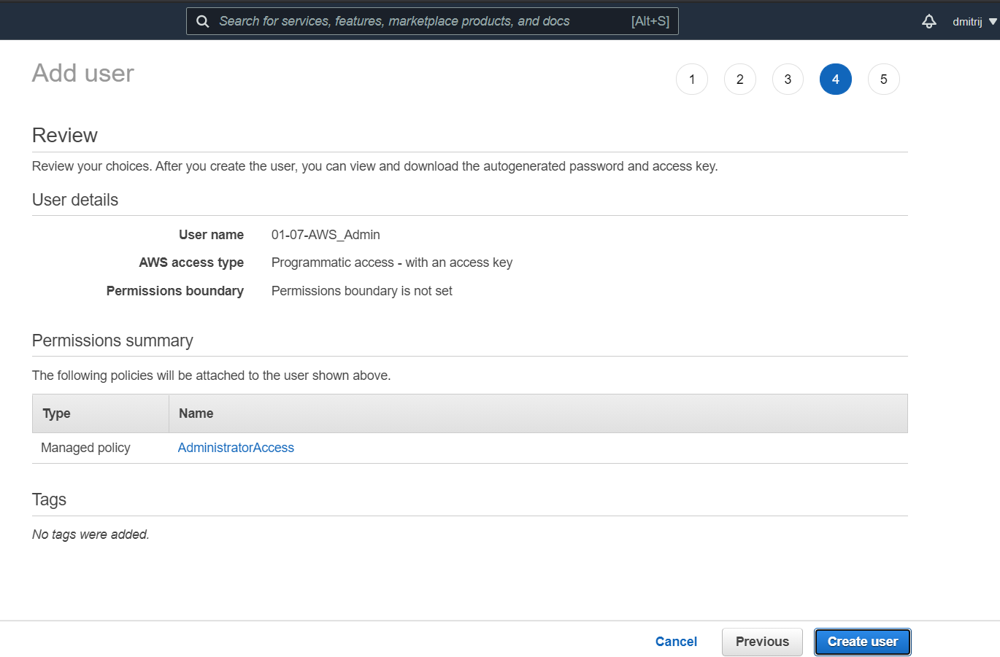 Search for services, features, marketplace products, and docs [Alt+S]
dmitrij
Add user
1 2 3 4 5
Review
Review your choices. After you create the user, you can view and download the autogenerated password and access key.
User details
User name 01-07-AWS_Admin
AWS access type Programmatic access - with an access key
Permissions boundary Permissions boundary is not set
Permissions summary
The following policies will be attached to the user shown above.
Type Name
Managed policy AdministratorAccess
Tags
No tags were added.
Cancel Previous Create user